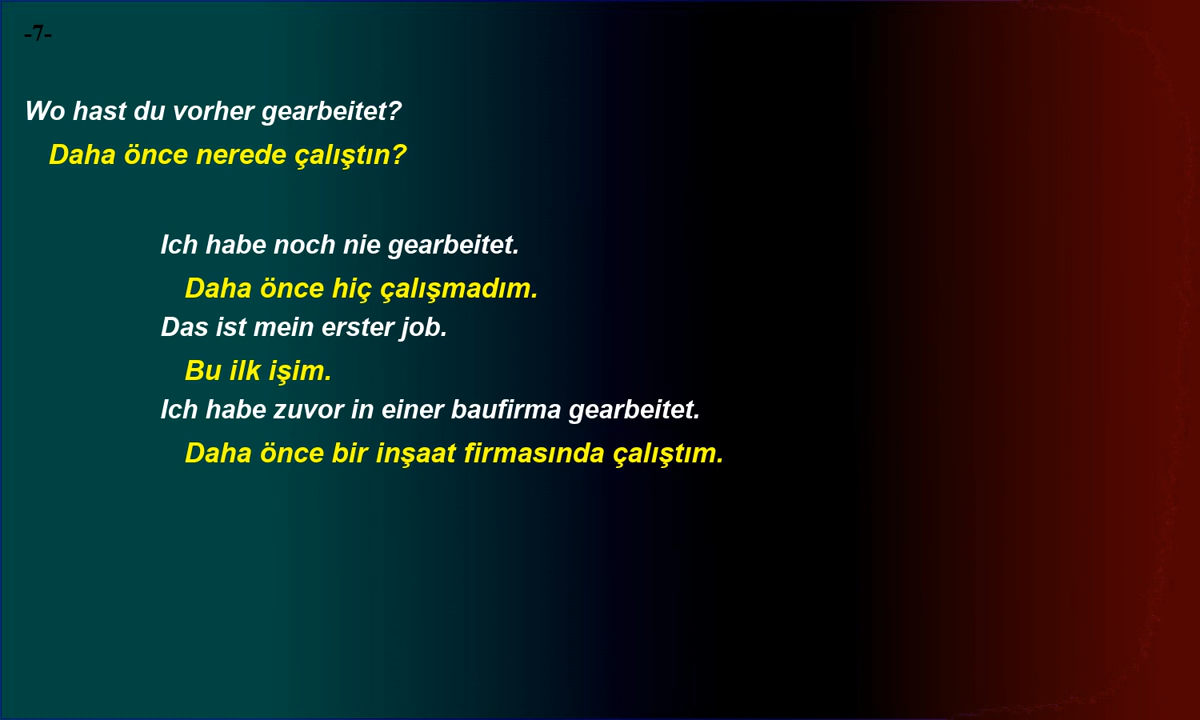 -7-
Wo hast du vorher gearbeitet?
Daha önce nerede çalıştın?
Ich habe noch nie gearbeitet.
Daha önce hiç çalışmadım.
Das ist mein erster job.
Bu ilk işim.
Ich habe zuvor in einer baufirma gearbeitet.
Daha önce bir inşaat firmasında çalıştım.